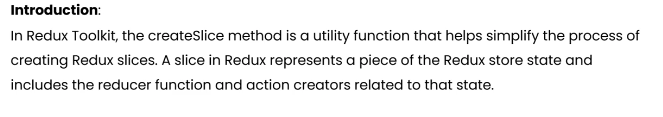 Introduction:
In Redux Toolkit, the createSlice method is a utility function that helps simplify the process of
creating Redux slices. A slice in Redux represents a piece of the Redux store state and
includes the reducer function and action creators related to that state.